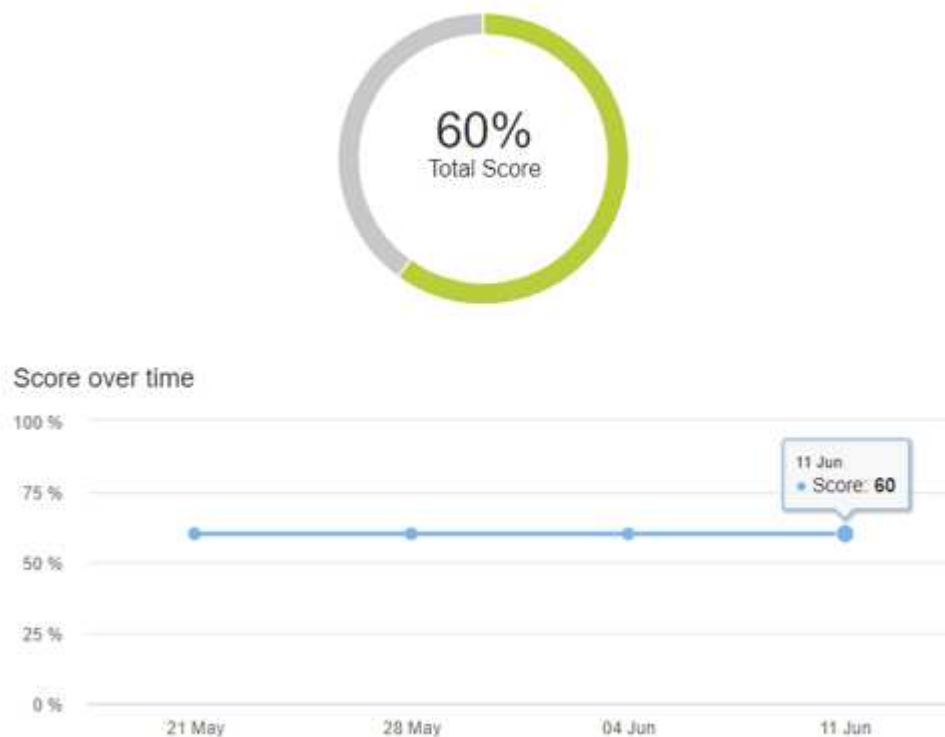 60%
Total Score
Score over time
100 %
75 %
50 %
25 %
0 %
11 Jun
Score: 60
21 May
28 May
04 Jun
11 Jun